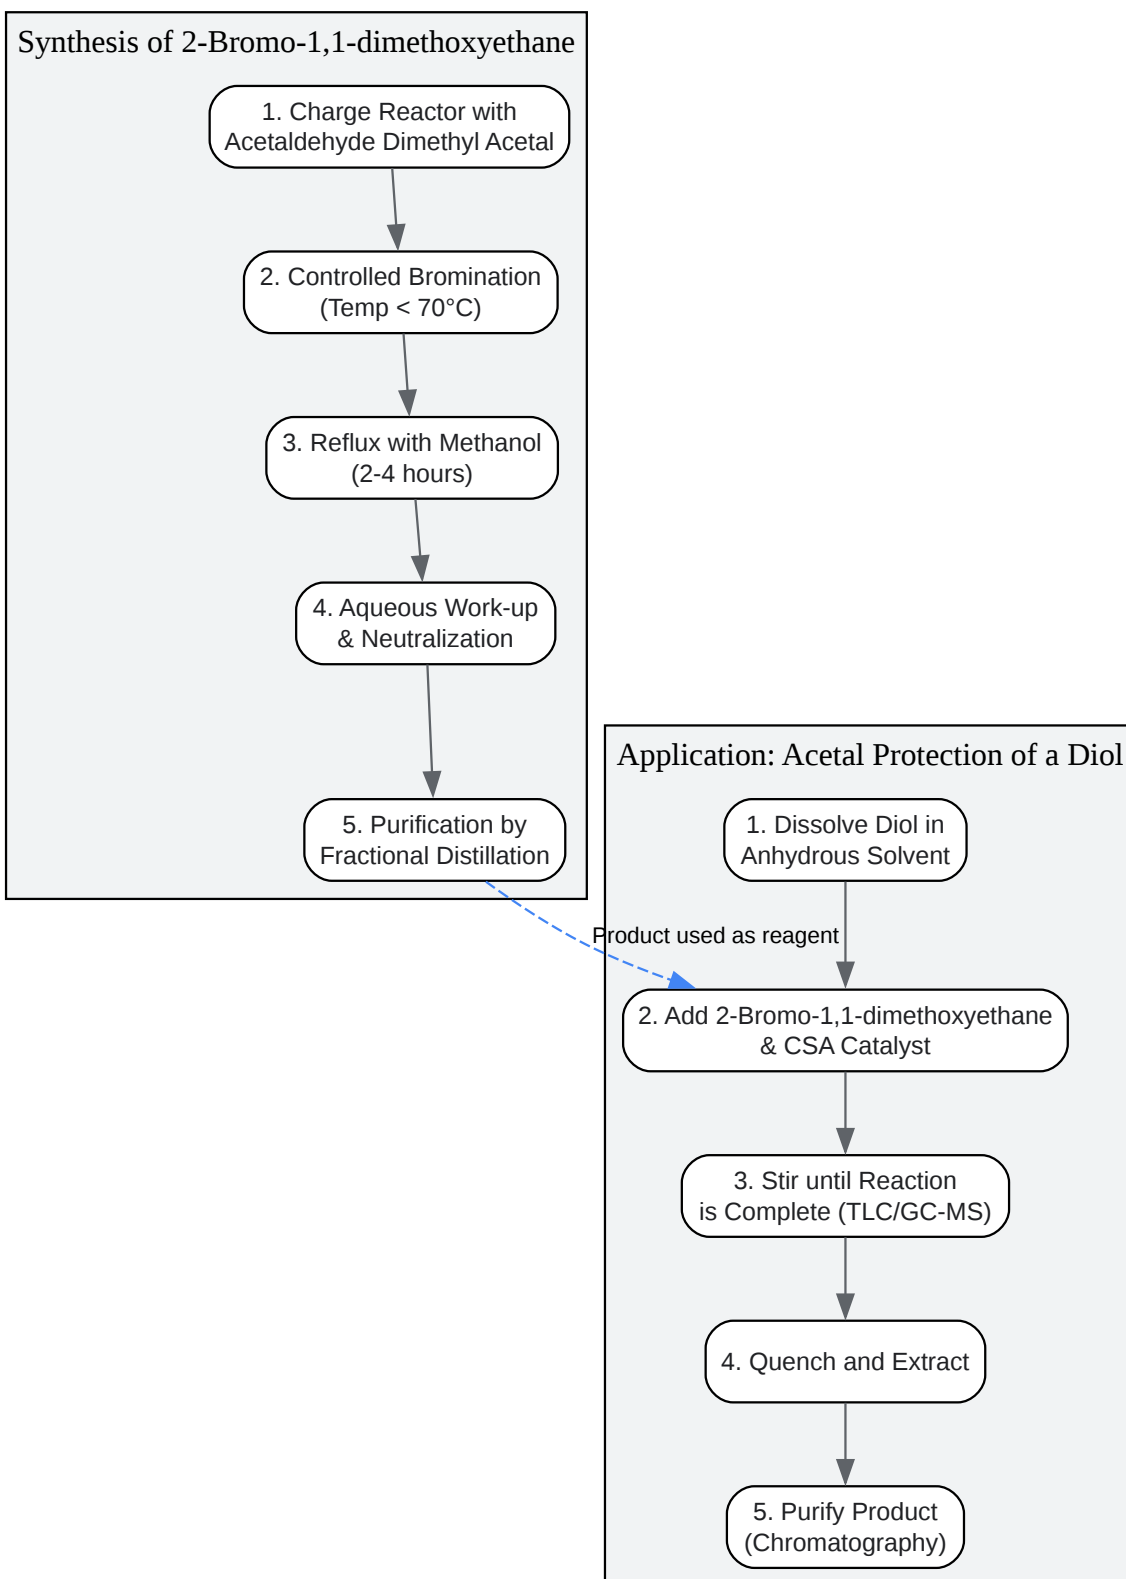 Synthesis of 2-Bromo-1,1-dimethoxyethane
1. Charge Reactor with
Acetaldehyde Dimethyl Acetal
2. Controlled Bromination
(Temp < 70°C)
3. Reflux with Methanol
(2-4 hours)
4. Aqueous Work-up
& Neutralization
5. Purification by
Fractional Distillation
Product used as reagent
Application: Acetal Protection of a Diol
1. Dissolve Diol in
Anhydrous Solvent
2. Add 2-Bromo-1,1-dimethoxyethane
& CSA Catalyst
3. Stir until Reaction
is Complete (TLC/GC-MS)
4. Quench and Extract
5. Purify Product
(Chromatography)